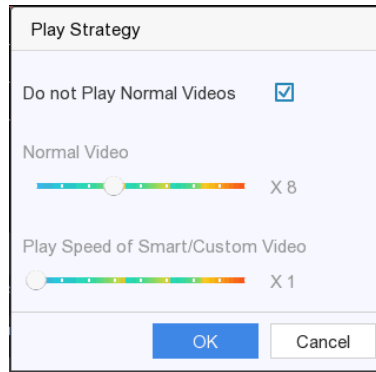 Play Strategy
Do not Play Normal Videos
Normal Video
X 8
Play Speed of Smart/Custom Video
X 1
OK Cancel